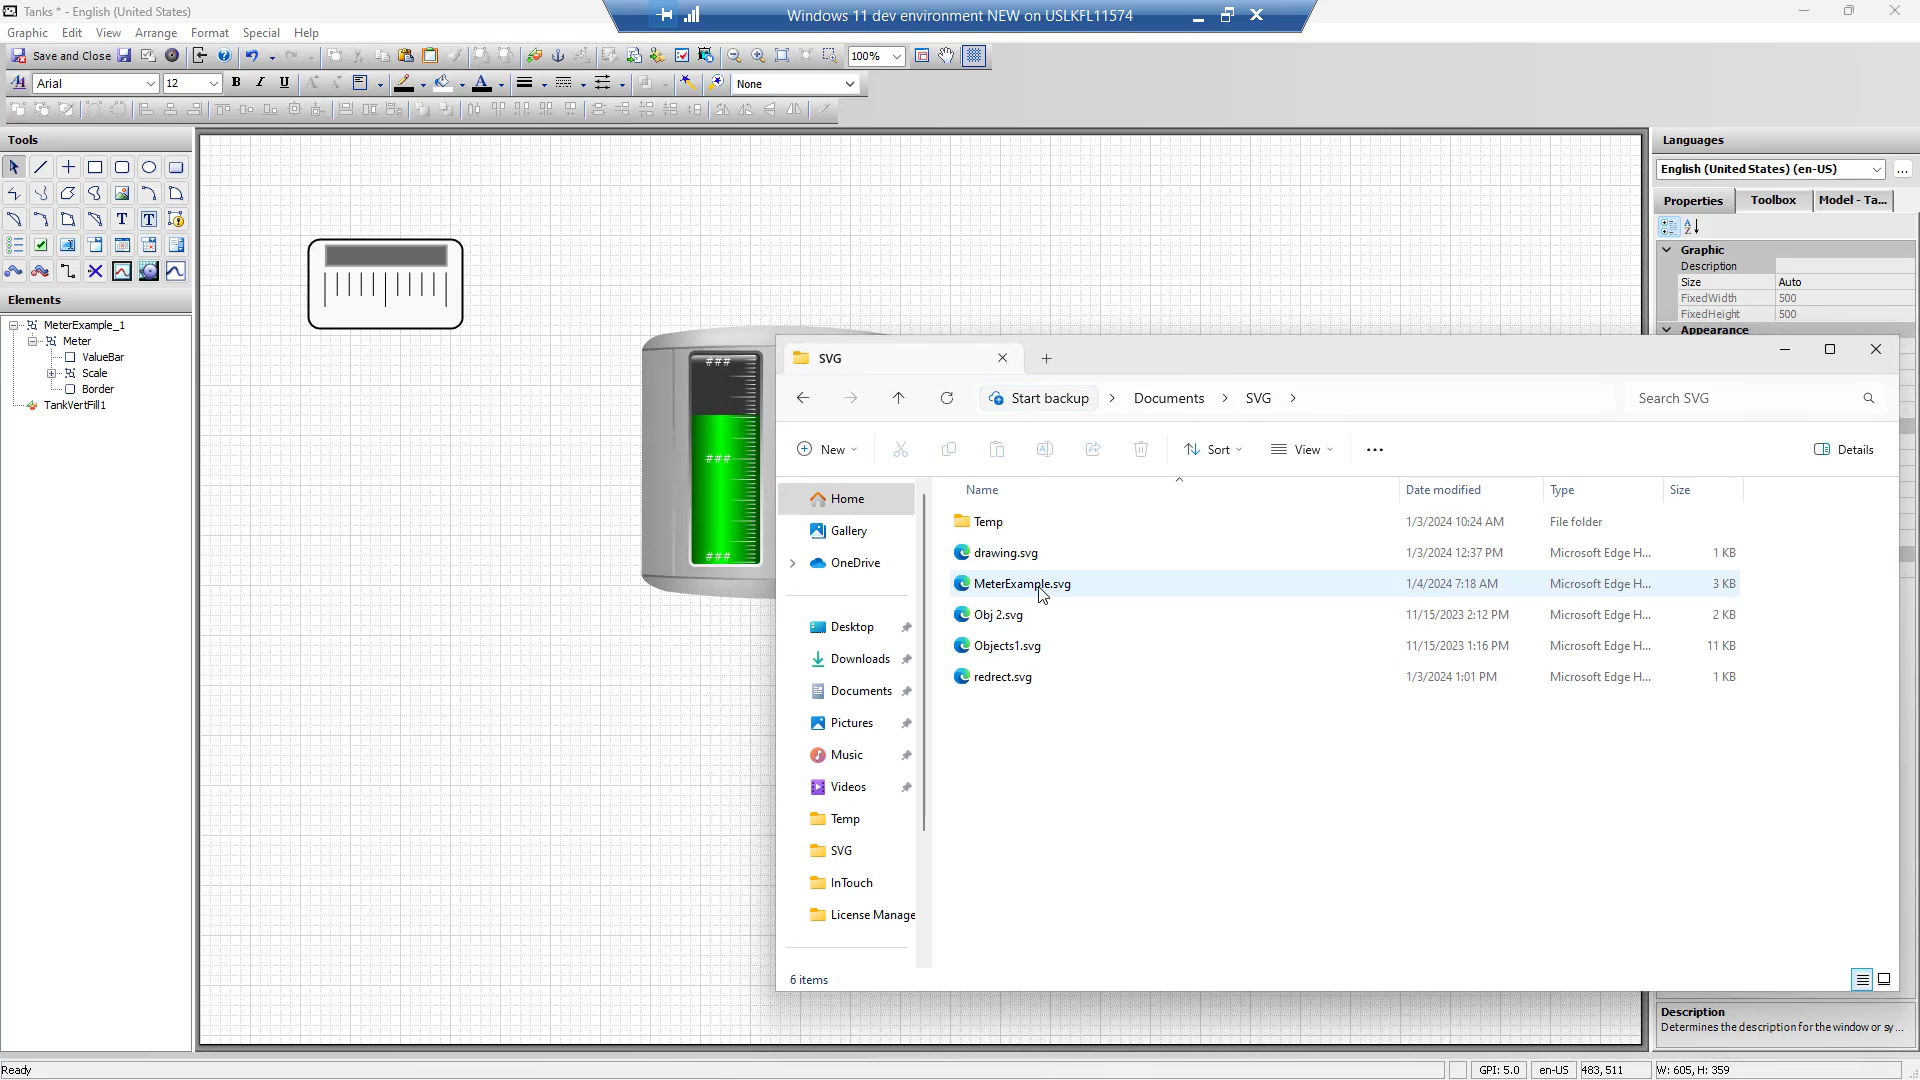 Tanks * - English (United States)
Windows 11 dev environment NEW on USLKFL11574
Graphic Edit View Arrange Format Special Help
Save and Close
100%
Arial
12
B I U
None
Tools
T T
Elements
MeterExample_1
Meter
ValueBar
Scale
Border
TankVertFill1
###
###
###
SVG
Start backup
Documents
SVG
Search SVG
New
Sort
View
Details
Name Date modified Type Size
Home
Gallery
OneDrive
Desktop
Downloads
Documents
Pictures
Music
Videos
Temp
SVG
InTouch
License Manage
Temp 1/3/2024 10:24 AM File folder
drawing.svg 1/3/2024 12:37 PM Microsoft Edge H... 1 KB
MeterExample.svg 1/4/2024 7:18 AM Microsoft Edge H... 3 KB
Obj 2.svg 11/15/2023 2:12 PM Microsoft Edge H... 2 KB
Objects1.svg 11/15/2023 1:16 PM Microsoft Edge H... 11 KB
redrect.svg 1/3/2024 1:01 PM Microsoft Edge H... 1 KB
6 items
Languages
English (United States) (en-US)
...
Properties Toolbox Model - Ta...
Graphic
Description
Size Auto
FixedWidth 500
FixedHeight 500
Appearance
Description
Determines the description for the window or sy...
Ready
GPI: 5.0 en-US 483, 511 W: 605, H: 359